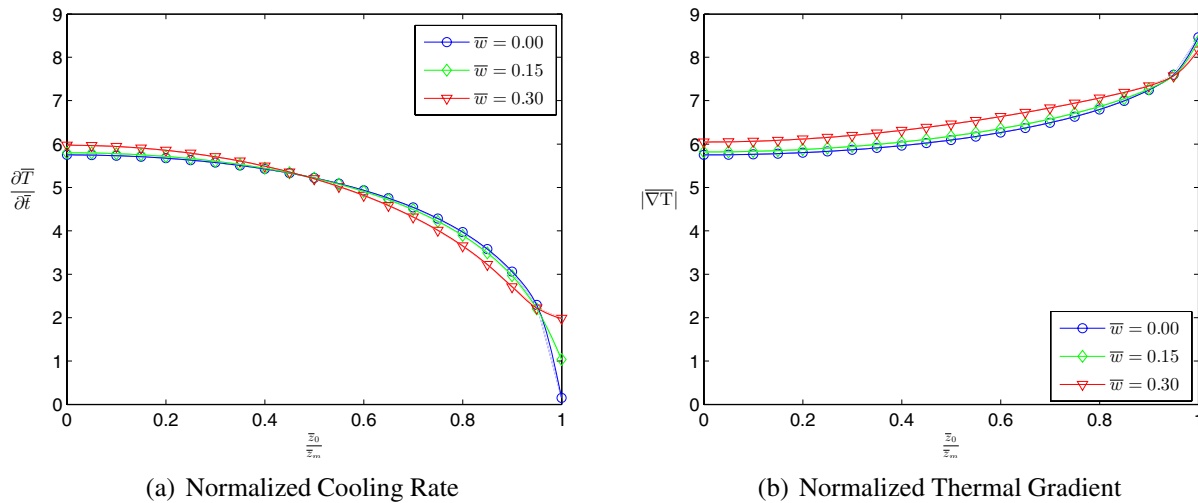 9
8
7
6
5
4
3
2
1
0
∂T̅
∂t̅
w̅ = 0.00
w̅ = 0.15
w̅ = 0.30
0 0.2 0.4 0.6 0.8 1
z̅₀
z̅ₘ
(a) Normalized Cooling Rate
9
8
7
6
5
4
3
2
1
0
|∇̅T̅|
w̅ = 0.00
w̅ = 0.15
w̅ = 0.30
0 0.2 0.4 0.6 0.8 1
z̅₀
z̅ₘ
(b) Normalized Thermal Gradient